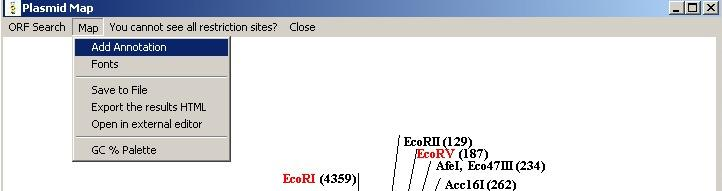 Plasmid Map
ORF Search Map You cannot see all restriction sites? Close
Add Annotation
Fonts
Save to File
Export the results HTML
Open in external editor
GC % Palette
EcoRII (129)
EcoRV (187)
AfeI, Eco47III (234)
EcoRI (4359)
Acc16I (262)